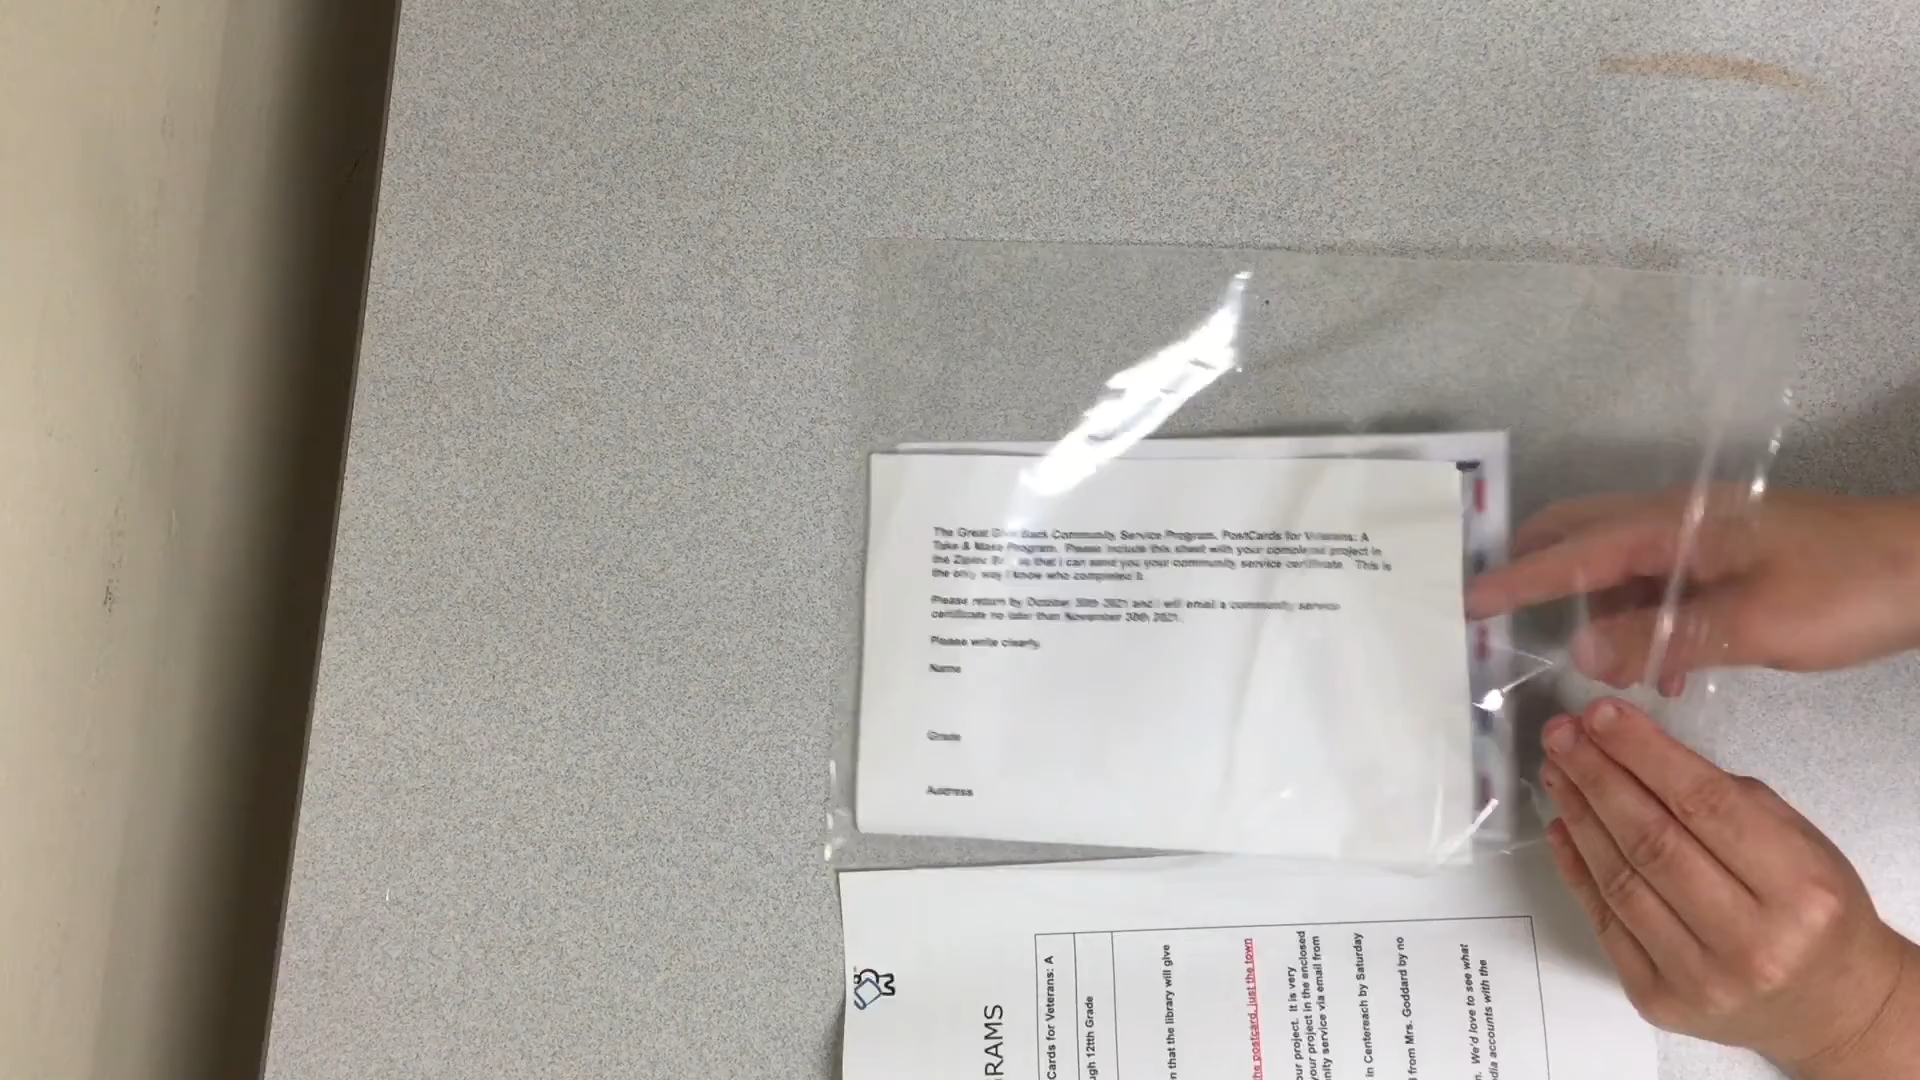 The Great Give Back Community Service Program, PostCards for Veterans: A
Take & Make Program. Please include this sheet with your completed project in
the Ziploc so that I can send you your community service certificate. This is
the only way I know who completed it.
Please return by October 30th 2021 and I will email a community service
certificate no later than November 30th 2021.
Please write clearly.
Name
Grade
Address
RAMS
Cards for Veterans: A
ugh 12tth Grade
n that the library will give
he postcard, just the town
our project. It is very
your project in the enclosed
nity service via email from
in Centereach by Saturday
from Mrs. Goddard by no
n. We'd love to see what
dia accounts with the